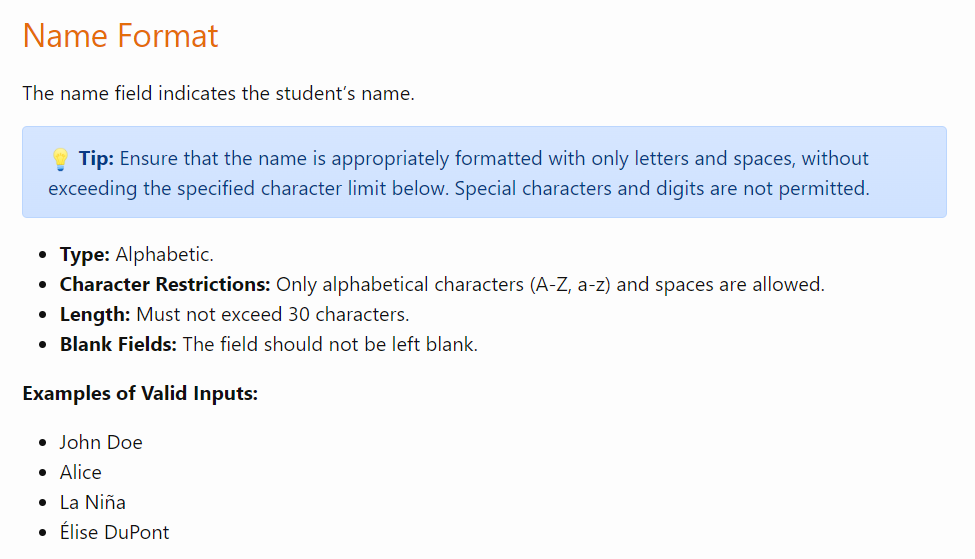 Name Format
The name field indicates the student's name.
💡 Tip: Ensure that the name is appropriately formatted with only letters and spaces, without
exceeding the specified character limit below. Special characters and digits are not permitted.
• Type: Alphabetic.
• Character Restrictions: Only alphabetical characters (A-Z, a-z) and spaces are allowed.
• Length: Must not exceed 30 characters.
• Blank Fields: The field should not be left blank.
Examples of Valid Inputs:
• John Doe
• Alice
• La Niña
• Élise DuPont